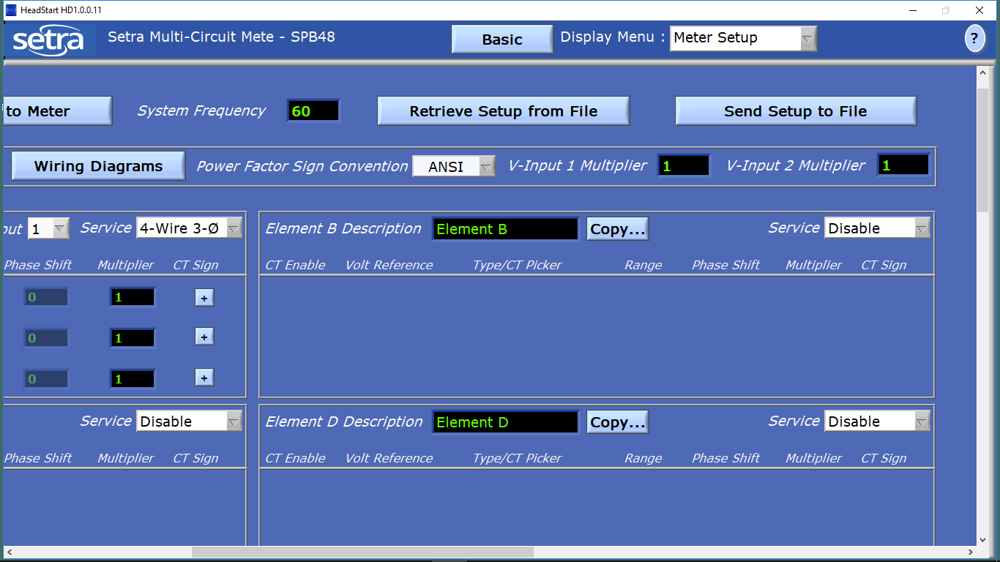 HeadStart HD1.0.0.11
setra Setra Multi-Circuit Mete - SPB48 Basic Display Menu : Meter Setup ?
to Meter System Frequency 60 Retrieve Setup from File Send Setup to File
Wiring Diagrams Power Factor Sign Convention ANSI V-Input 1 Multiplier 1 V-Input 2 Multiplier 1
put 1 Service 4-Wire 3-Ø Element B Description Element B Copy... Service Disable
Phase Shift Multiplier CT Sign CT Enable Volt Reference Type/CT Picker Range Phase Shift Multiplier CT Sign
0 1 +
0 1 +
0 1 +
Service Disable Element D Description Element D Copy... Service Disable
Phase Shift Multiplier CT Sign CT Enable Volt Reference Type/CT Picker Range Phase Shift Multiplier CT Sign